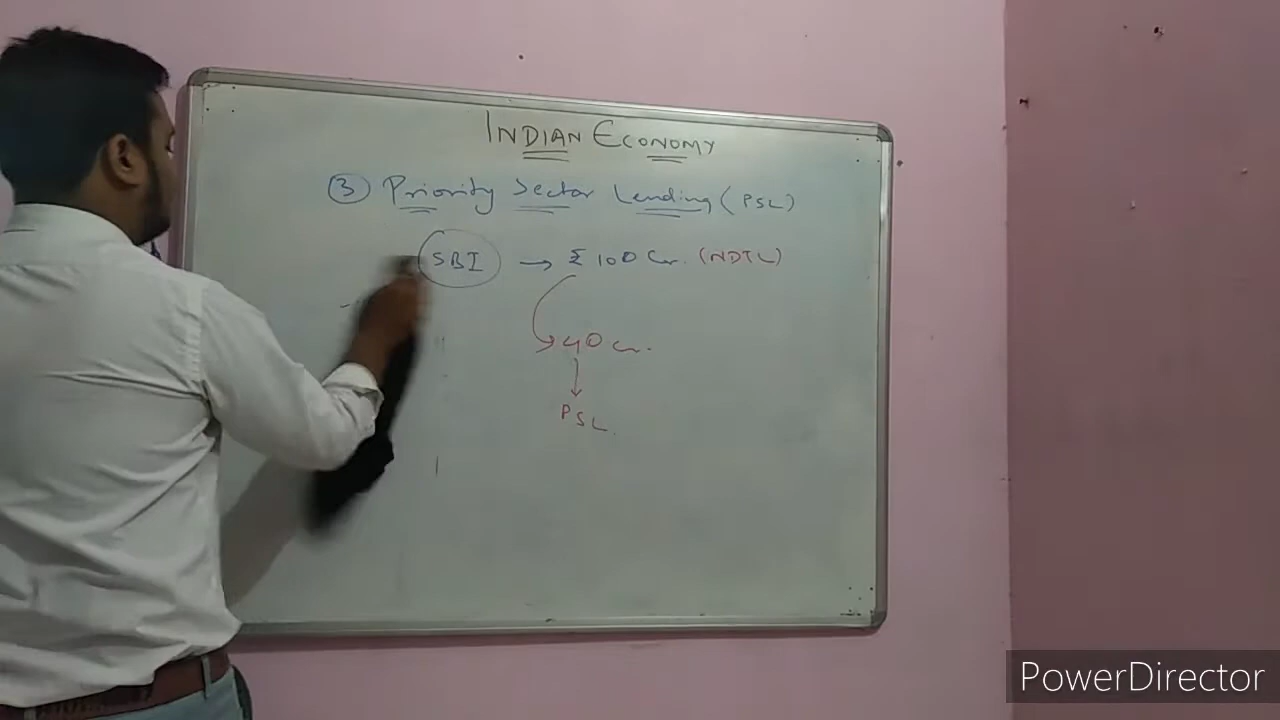 INDIAN ECONOMY
③ Priority Sector Lending (PSL)
SBI → ₹ 100 Cr. (NDTL)
40 Cr.
PSL
PowerDirector